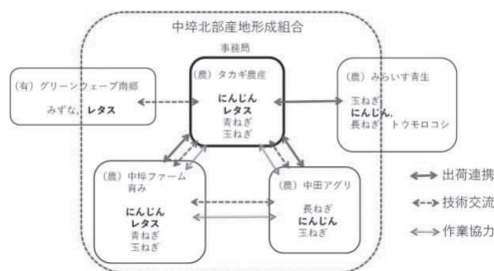 中埣北部産地形成組合
事務局
(農)タカギ農産
にんじん
レタス
青ねぎ
玉ねぎ
(有)グリーンウェーブ南郷
みずな，レタス
(農)みらいす青生
玉ねぎ
にんじん，
長ねぎ，トウモロコシ
(農)中埣ファーム
育み
にんじん
レタス
青ねぎ
玉ねぎ
(農)中田アグリ
長ねぎ
にんじん
玉ねぎ
出荷連携
技術交流
作業協力